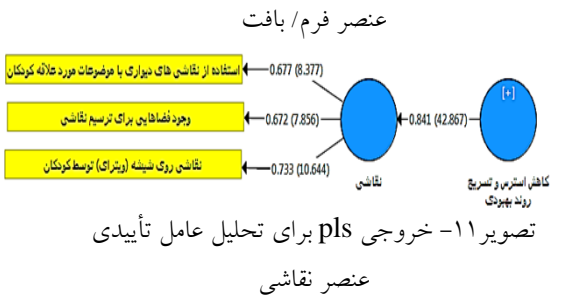 عنصر فرم/ بافت
استفاده از نقاشی های دیواری با موضوعات مورد علاقه کودکان
0.677 (8.377)
[+]
وجود فضاهایی برای ترسیم نقاشی
0.672 (7.856)
0.841 (42.867)
نقاشی روی شیشه (ویترای) توسط کودکان
0.733 (10.644)
نقاشی
کاهش استرس و تسریع
روند بهبودی
تصویر۱۱- خروجی pls برای تحلیل عامل تأییدی
عنصر نقاشی